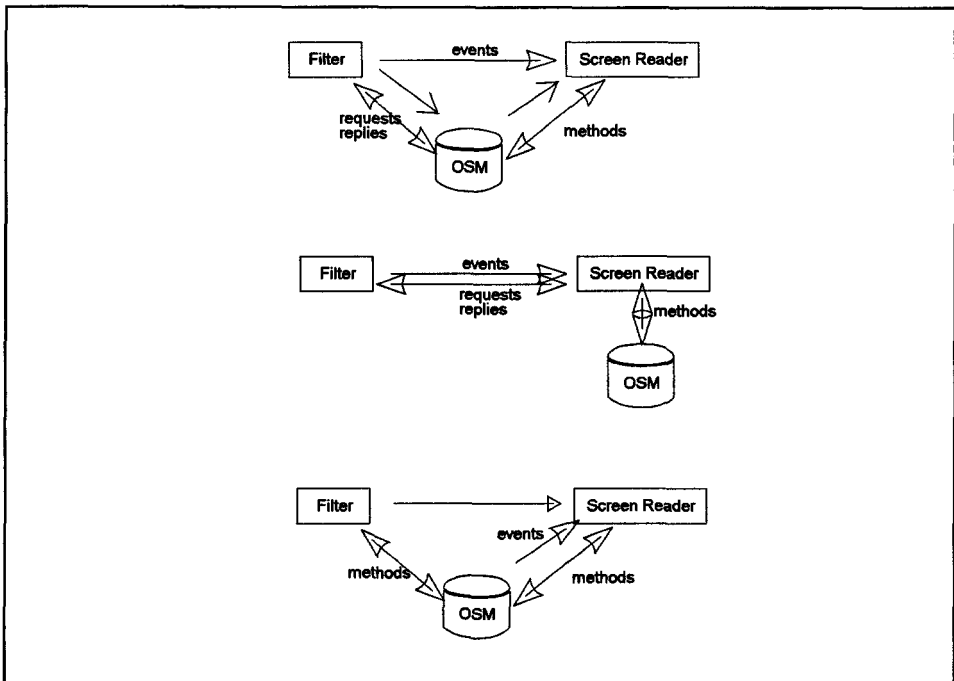 events
Filter
Screen Reader
requests
replies
methods
OSM
events
Filter
Screen Reader
requests
replies
methods
OSM
Filter
Screen Reader
events
methods
methods
OSM